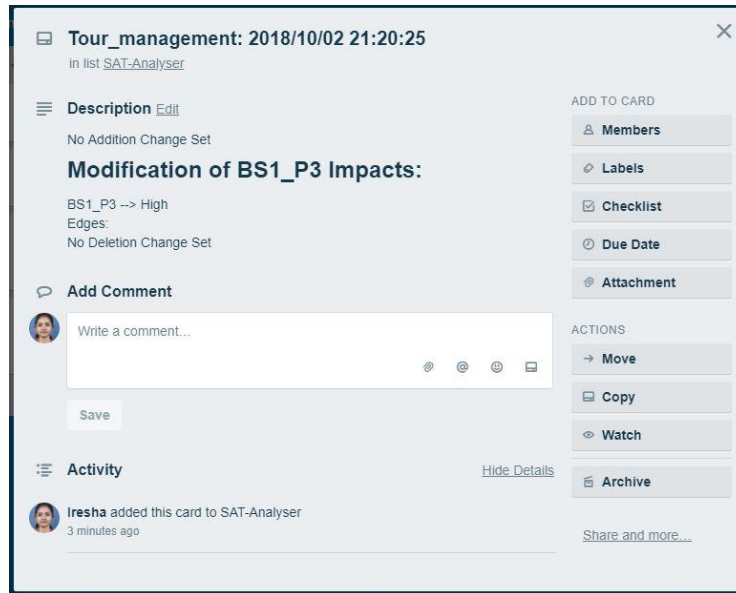 Tour_management: 2018/10/02 21:20:25
in list SAT-Analyser
Description Edit
No Addition Change Set
Modification of BS1_P3 Impacts:
BS1_P3 --> High
Edges:
No Deletion Change Set
Add Comment
Write a comment...
Save
Activity
Hide Details
Iresha added this card to SAT-Analyser
3 minutes ago
ADD TO CARD
Members
Labels
Checklist
Due Date
Attachment
ACTIONS
Move
Copy
Watch
Archive
Share and more...